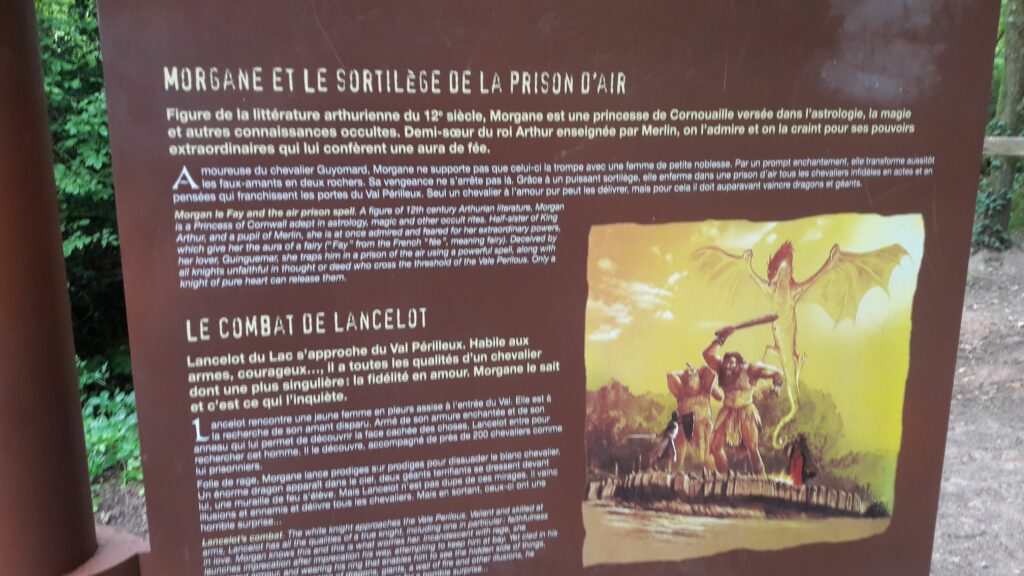 MORGANE ET LE SORTILÈGE DE LA PRISON D'AIR
Figure de la littérature arthurienne du 12e siècle, Morgane est une princesse de Cornouaille versée dans l'astrologie, la magie
et autres connaissances occultes. Demi-sœur du roi Arthur enseignée par Merlin, on l'admire et on la craint pour ses pouvoirs
extraordinaires qui lui confèrent une aura de fée.
Amoureuse du chevalier Guyomard, Morgane ne supporte pas que celui-ci la trompe avec une femme de petite noblesse. Par un prompt enchantement, elle transforme aussitôt
les faux-amants en deux rochers. Sa vengeance ne s'arrête pas là. Grâce à un puissant sortilège, elle enferme dans une prison d'air tous les chevaliers infidèles en actes et en
pensées qui franchissent les portes du Val Périlleux. Seul un chevalier à l'amour pur peut les délivrer, mais pour cela il doit auparavant vaincre dragons et géants.
Morgan le Fay and the air prison spell. A figure of 12th century Arthurian literature, Morgan
is a Princess of Cornwell adept in astrology, magic and other occult rites. Half-sister of King
Arthur, and a pupil of Merlin, she is at once admired and feared for her extraordinary powers,
which give her the aura of a fairy ("Fay" from the French "fée", meaning fairy). Deceived by
her lover, Guinguemer, she traps him in a prison of the air using a powerful spell, along with
all knights unfaithful in thought or deed who cross the threshold of the Vale Perilous. Only a
knight of pure heart can release them.
LE COMBAT DE LANCELOT
Lancelot du Lac s'approche du Val Périlleux. Habile aux
armes, courageux..., il a toutes les qualités d'un chevalier
dont une plus singulière : la fidélité en amour. Morgane le sait
et c'est ce qui l'inquiète.
Lancelot rencontre une jeune femme en pleurs assise à l'entrée du Val. Elle est à
la recherche de son amant disparu. Armé de son armure enchantée et de son
anneau qui lui permet de découvrir la face cachée des choses, Lancelot entre pour
rechercher cet homme. Il le découvre, accompagné de près de 200 chevaliers comme
lui prisonniers.
Folle de rage, Morgane lance prodiges sur prodiges pour dissuader le blanc chevalier.
Un énorme dragon apparaît dans le ciel, deux géants surgissent devant
lui, une muraille de feu s'élève. Mais Lancelot n'est pas dupe de ces mirages. Il vainc
sorts et ennemis et délivre tous les chevaliers. Mais en sortant, ceux-ci ont une
horrible surprise...
Lancelot's combat. The white knight approaches the Vale Perilous. Valiant and skilled at
arms, Lancelot has all the qualities of a true knight, including one in particular: faithfulness
in love. Morgan knows this and this is what